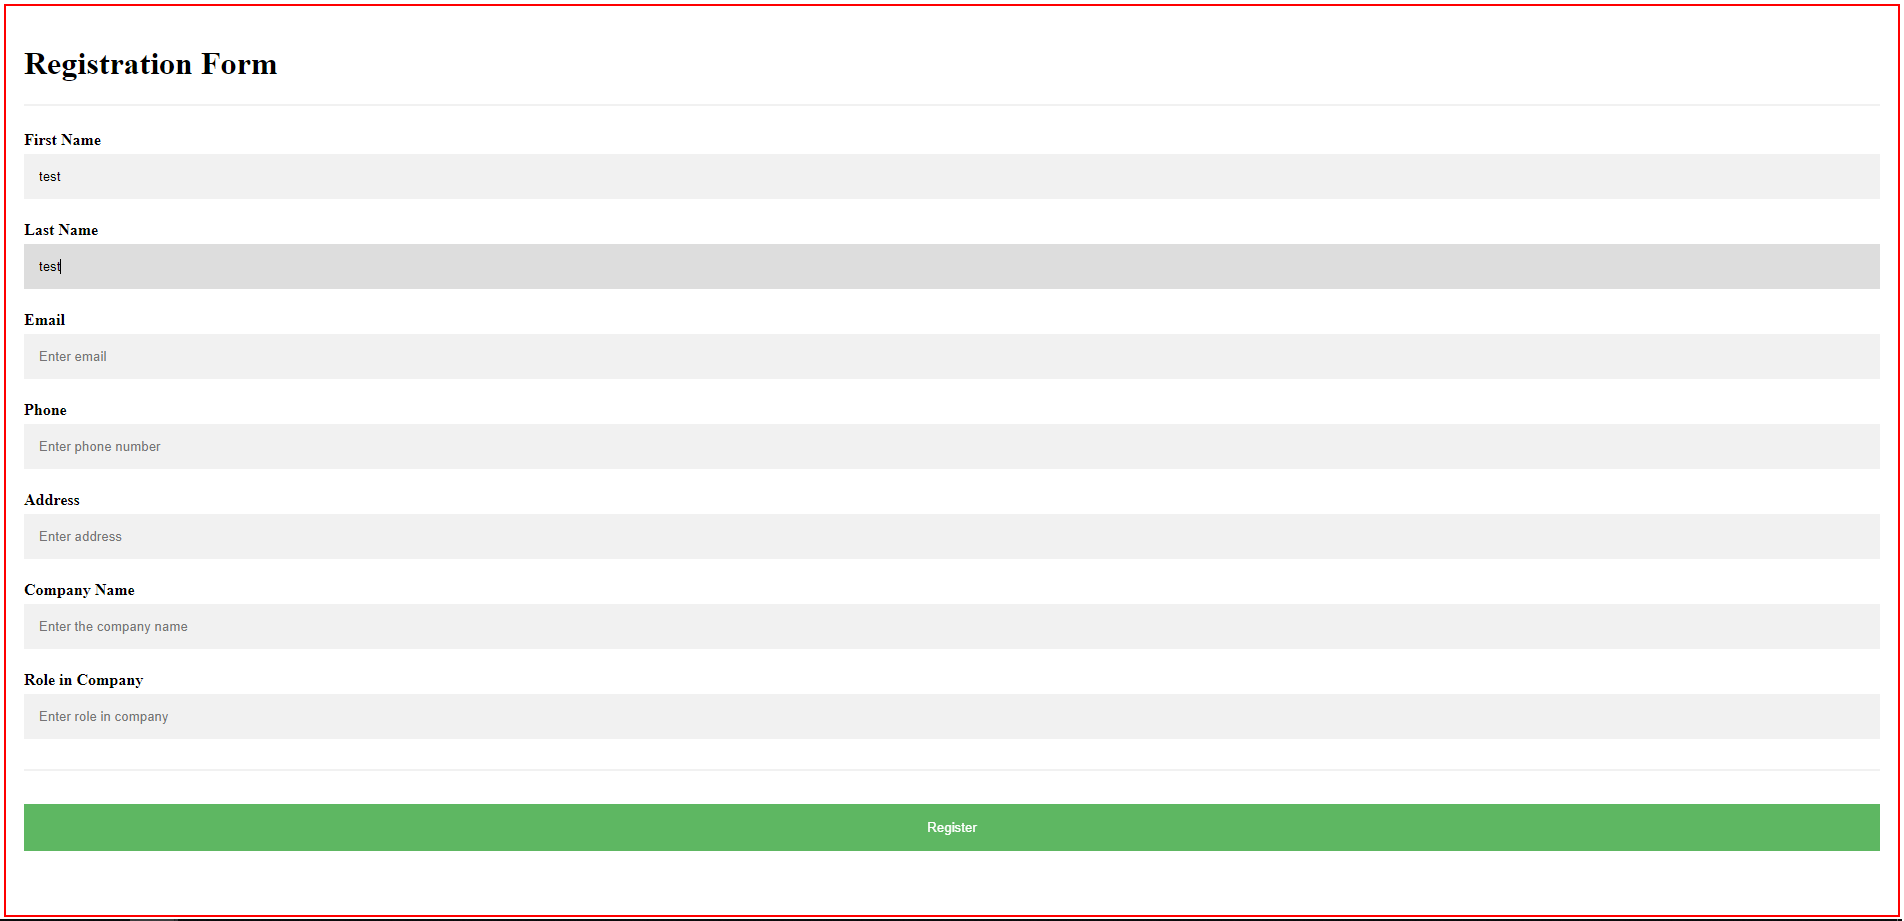 Registration Form
First Name
test
Last Name
test
Email
Enter email
Phone
Enter phone number
Address
Enter address
Company Name
Enter the company name
Role in Company
Enter role in company
Register